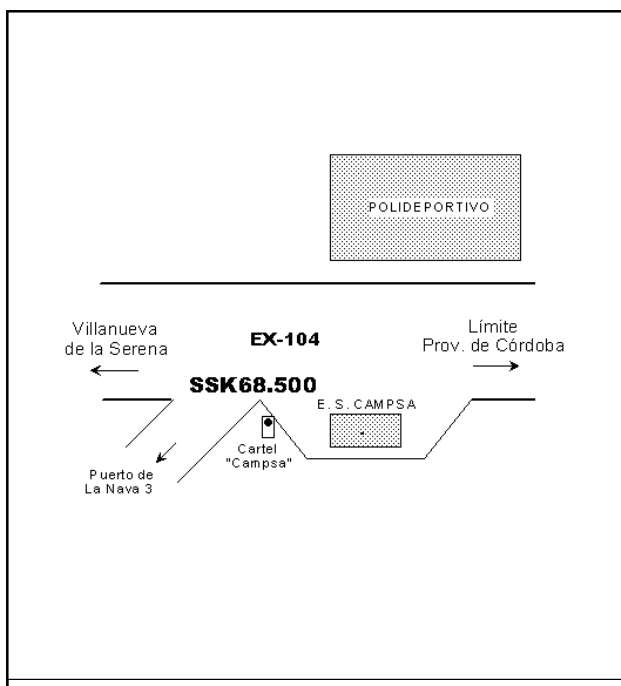 POLIDEPORTIVO
Villanueva
de la Serena
EX-104
Límite
Prov. de Córdoba
SSK68.500
E.S.CAMPSA
Cartel
"Campsa"
Puerto de
La Nava 3